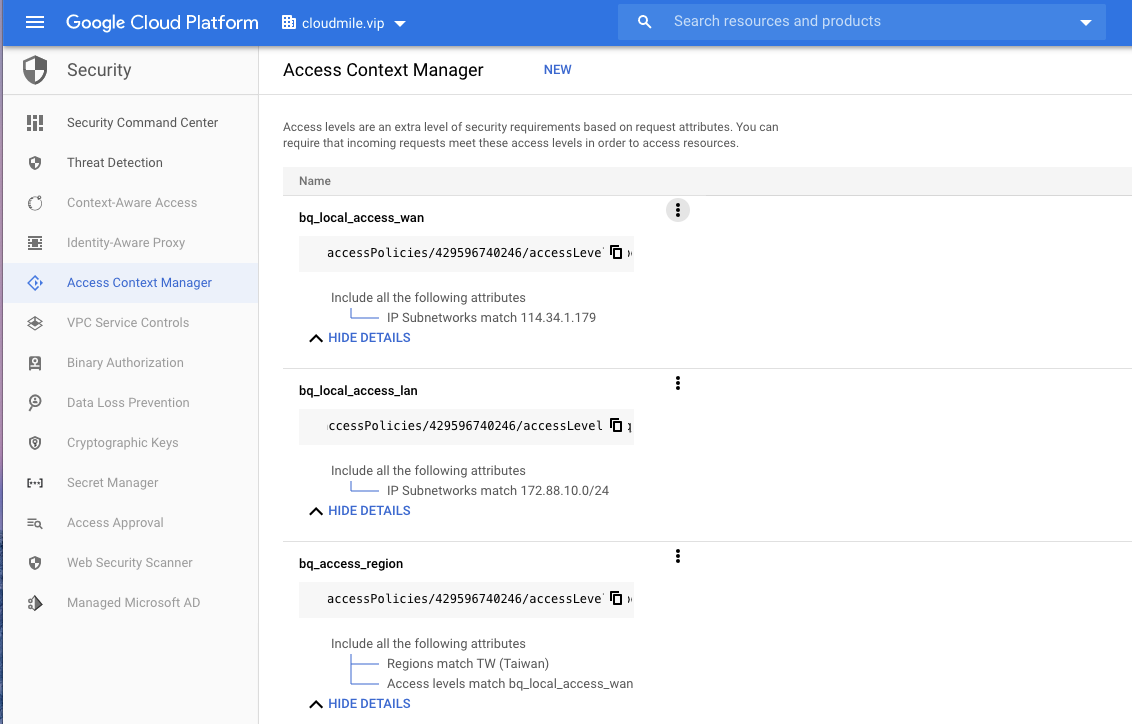 Google Cloud Platform
cloudmile.vip
Search resources and products
Security
Security Command Center
Threat Detection
Context-Aware Access
Identity-Aware Proxy
Access Context Manager
VPC Service Controls
Binary Authorization
Data Loss Prevention
Cryptographic Keys
Secret Manager
Access Approval
Web Security Scanner
Managed Microsoft AD
Access Context Manager
NEW
Access levels are an extra level of security requirements based on request attributes. You can
require that incoming requests meet these access levels in order to access resources.
Name
bq_local_access_wan
accessPolicies/429596740246/accessLeve
Include all the following attributes
IP Subnetworks match 114.34.1.179
HIDE DETAILS
bq_local_access_lan
ccessPolicies/429596740246/accessLevel
Include all the following attributes
IP Subnetworks match 172.88.10.0/24
HIDE DETAILS
bq_access_region
accessPolicies/429596740246/accessLeve
Include all the following attributes
Regions match TW (Taiwan)
Access levels match bq_local_access_wan
HIDE DETAILS